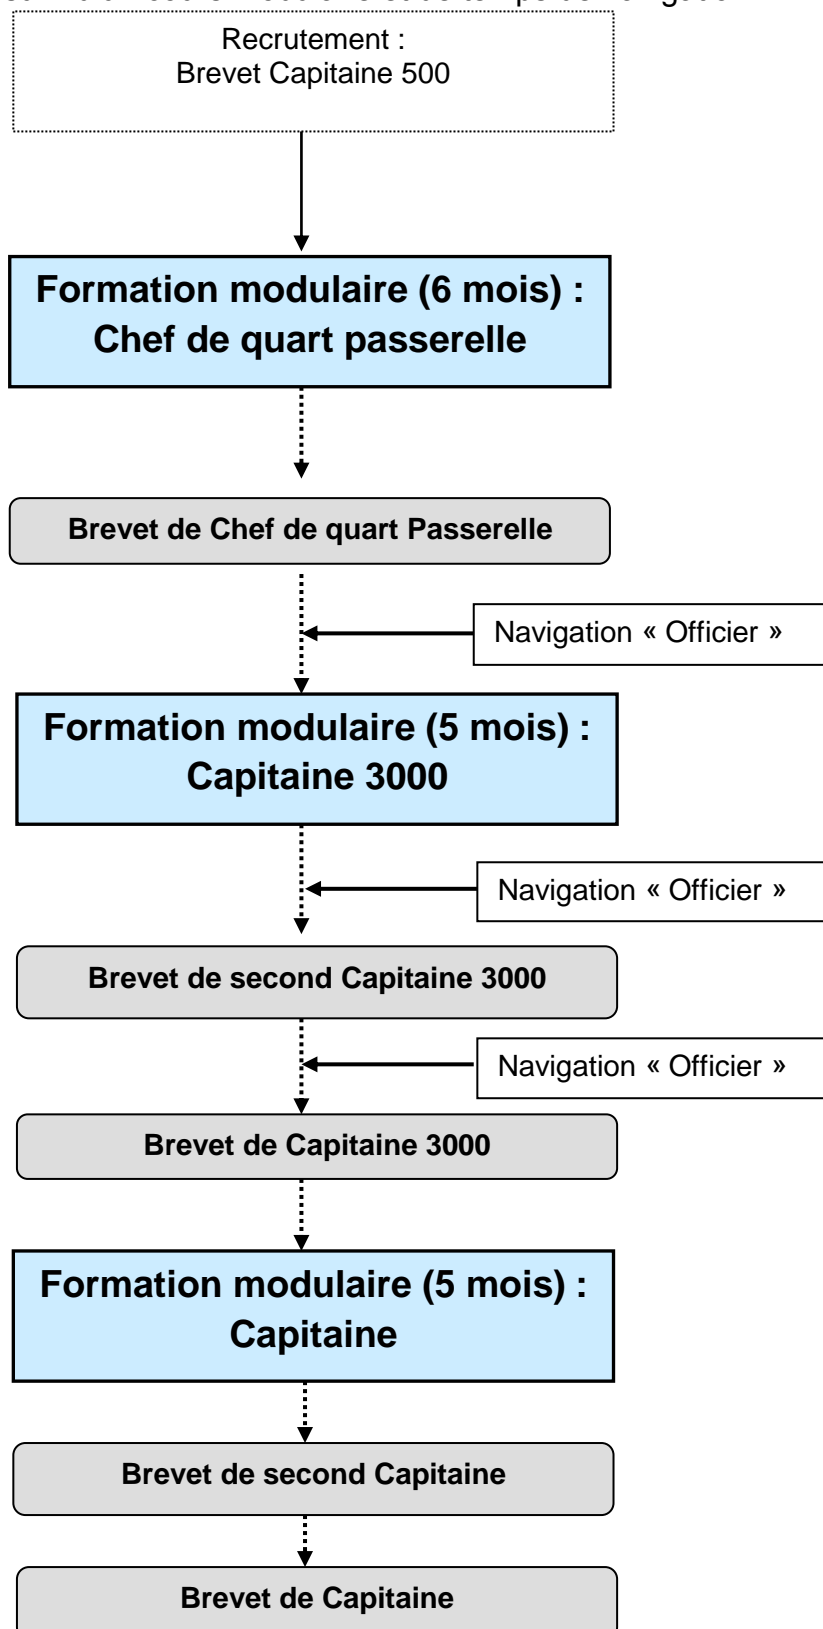 Recrutement :
Brevet Capitaine 500
Formation modulaire (6 mois) :
Chef de quart passerelle
Brevet de Chef de quart Passerelle
Navigation « Officier »
Formation modulaire (5 mois) :
Capitaine 3000
Navigation « Officier »
Brevet de second Capitaine 3000
Navigation « Officier »
Brevet de Capitaine 3000
Formation modulaire (5 mois) :
Capitaine
Brevet de second Capitaine
Brevet de Capitaine